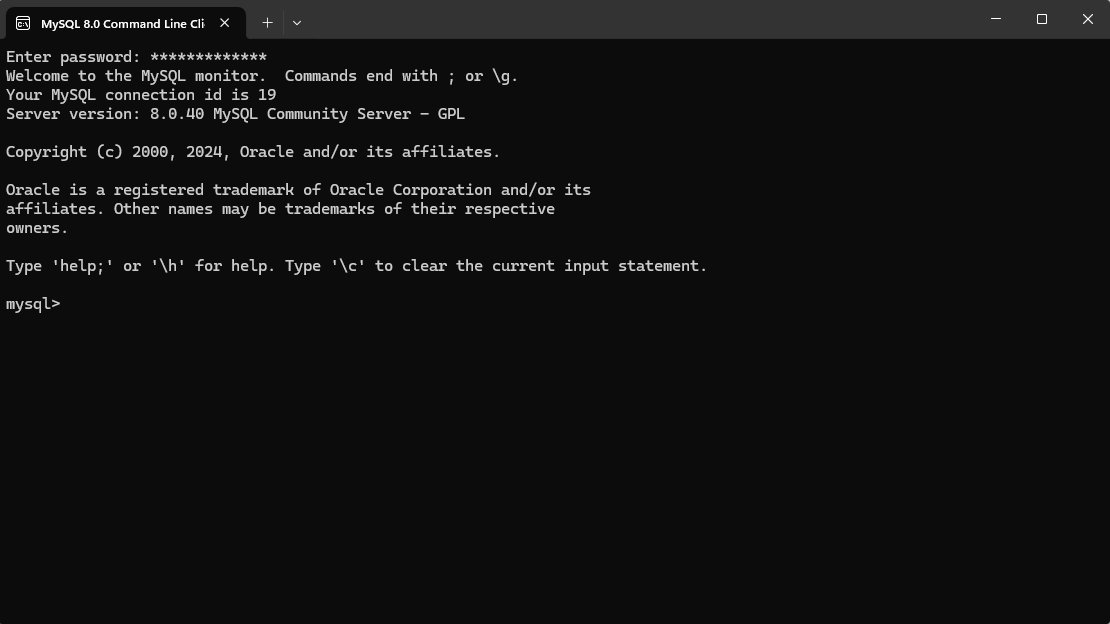 MySQL 8.0 Command Line Cli
Enter password: *************
Welcome to the MySQL monitor.  Commands end with ; or \g.
Your MySQL connection id is 19
Server version: 8.0.40 MySQL Community Server - GPL
Copyright (c) 2000, 2024, Oracle and/or its affiliates.
Oracle is a registered trademark of Oracle Corporation and/or its
affiliates. Other names may be trademarks of their respective
owners.
Type 'help;' or '\h' for help. Type '\c' to clear the current input statement.
mysql>